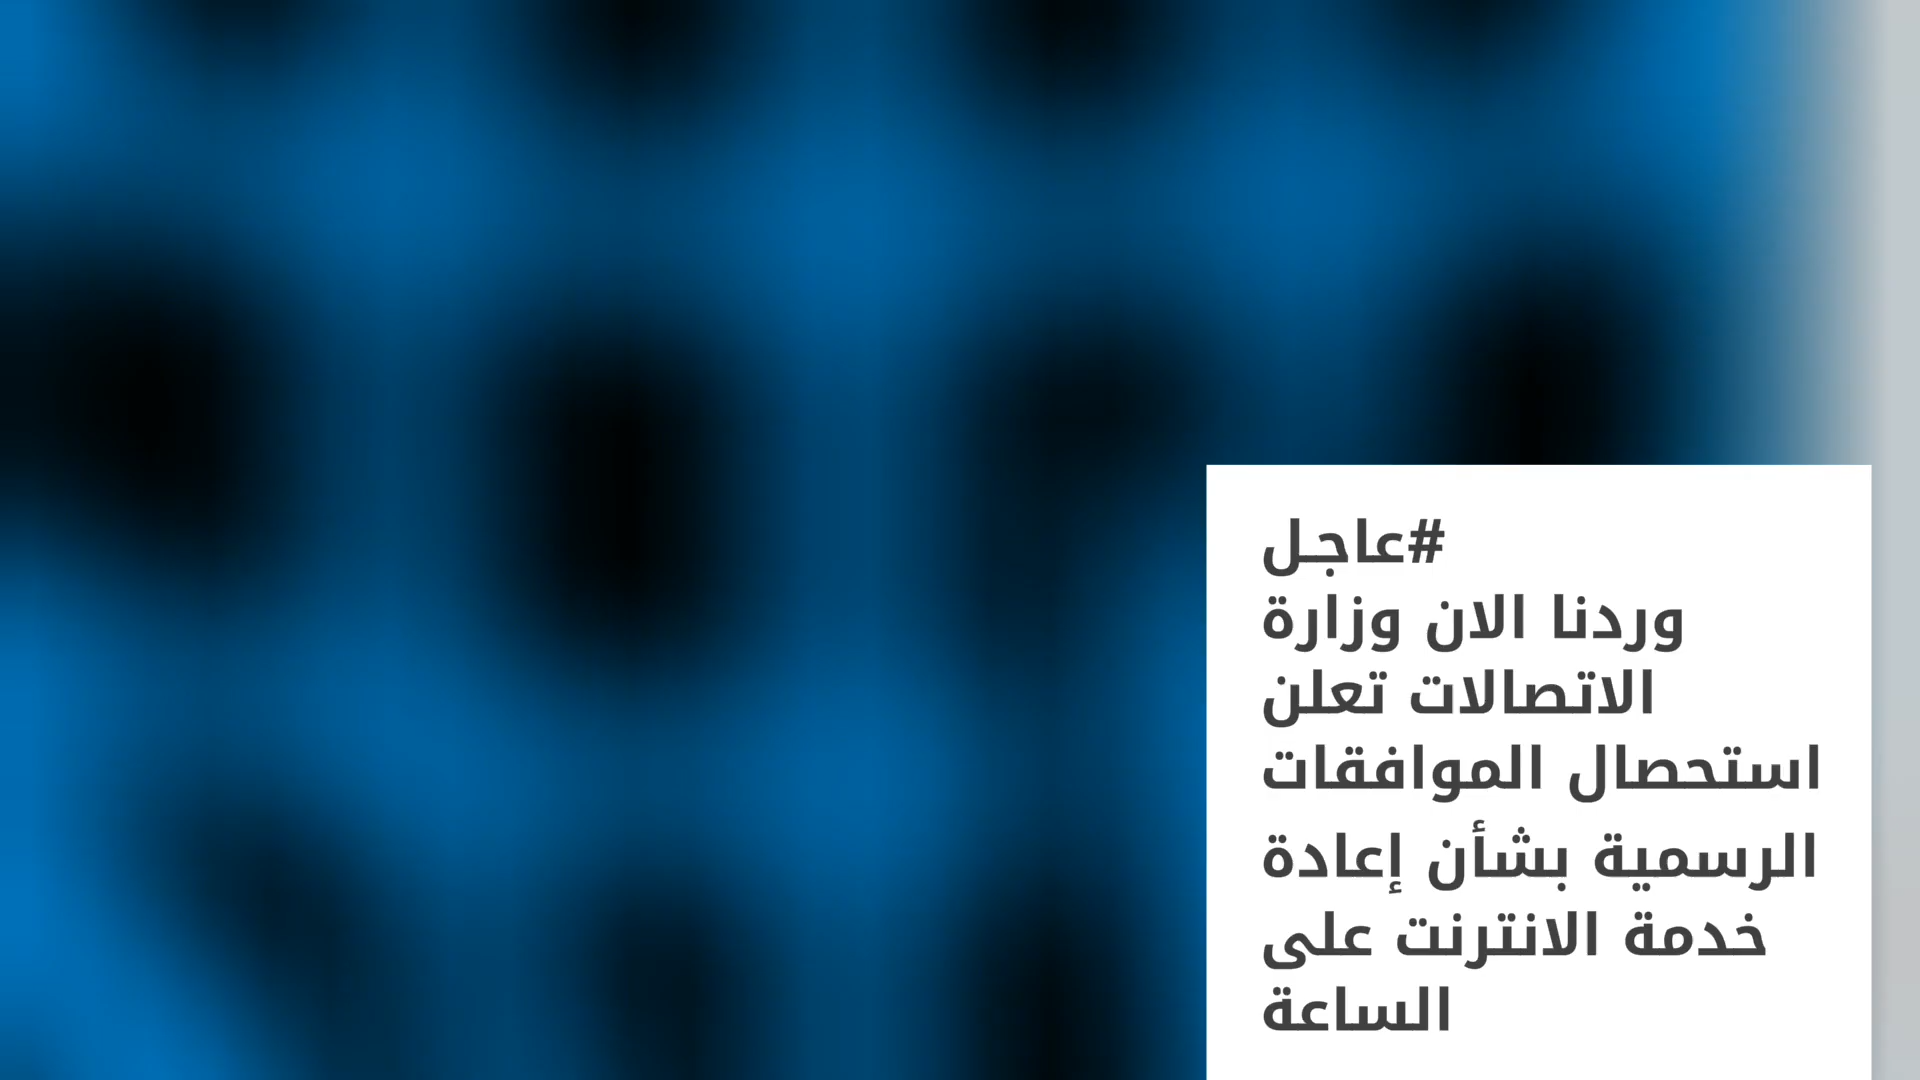 #عاجل
وردنا الان وزارة
الاتصالات تعلن
استحصال الموافقات
الرسمية بشأن إعادة
خدمة الانترنت على
الساعة